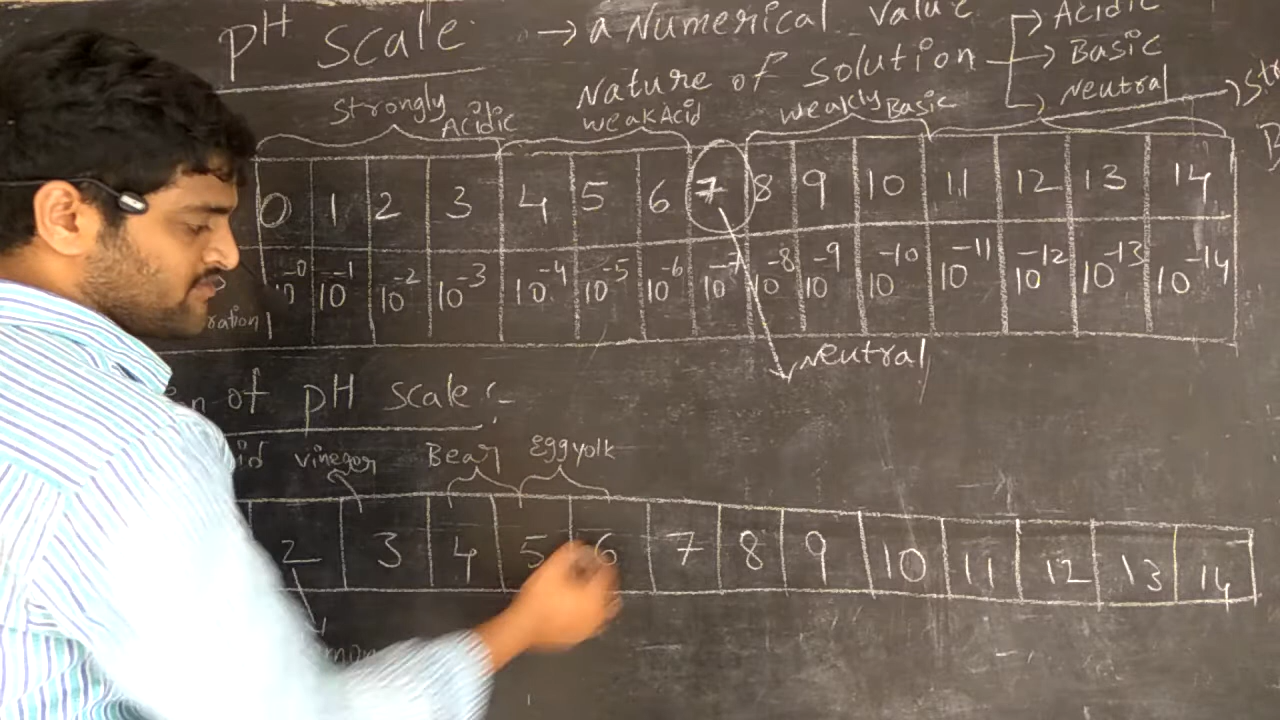 pH scale → a Numerical value
Nature of solution → Acidic
→ Basic
→ Neutral
Strongly Acidic weak Acid weakly Basic
0 1 2 3 4 5 6 7 8 9 10 11 12 13 14
10⁻⁰ 10⁻¹ 10⁻² 10⁻³ 10⁻⁴ 10⁻⁵ 10⁻⁶ 10⁻⁷ 10⁻⁸ 10⁻⁹ 10⁻¹⁰ 10⁻¹¹ 10⁻¹² 10⁻¹³ 10⁻¹⁴
Neutral
of pH scale:-
vinegar Bear Egg yolk
2 3 4 5 6 7 8 9 10 11 12 13 14